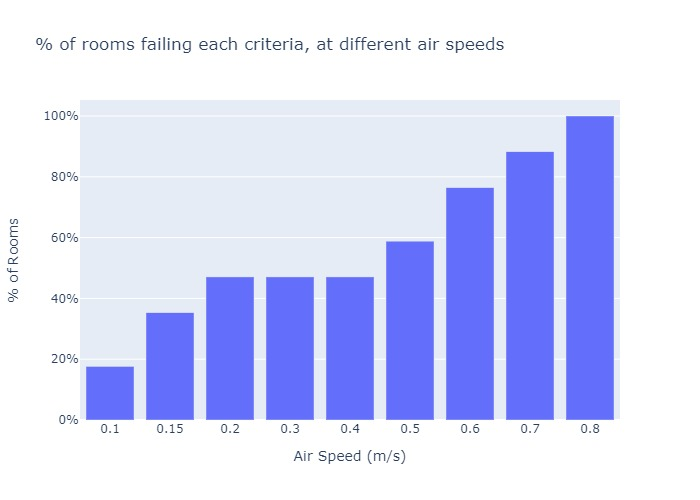 % of rooms failing each criteria, at different air speeds
100%
80%
60%
40%
20%
0%
% of Rooms
0.1 0.15 0.2 0.3 0.4 0.5 0.6 0.7 0.8
Air Speed (m/s)